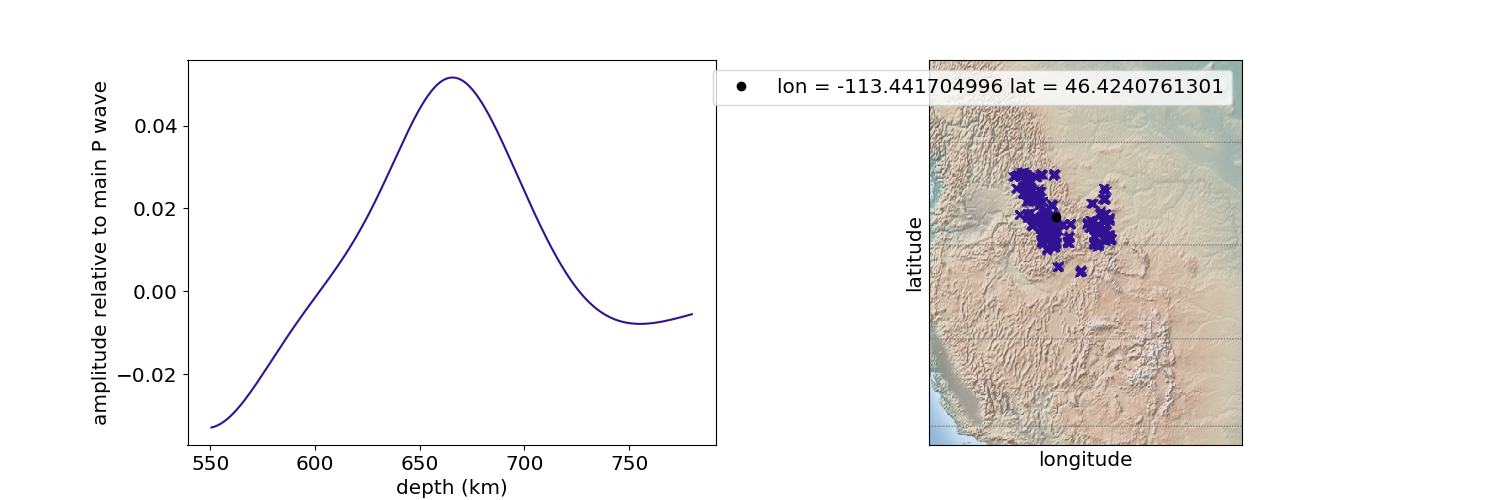 amplitude relative to main P wave
0.04
0.02
0.00
−0.02
550 600 650 700 750
depth (km)
lon = -113.441704996 lat = 46.4240761301
latitude
longitude